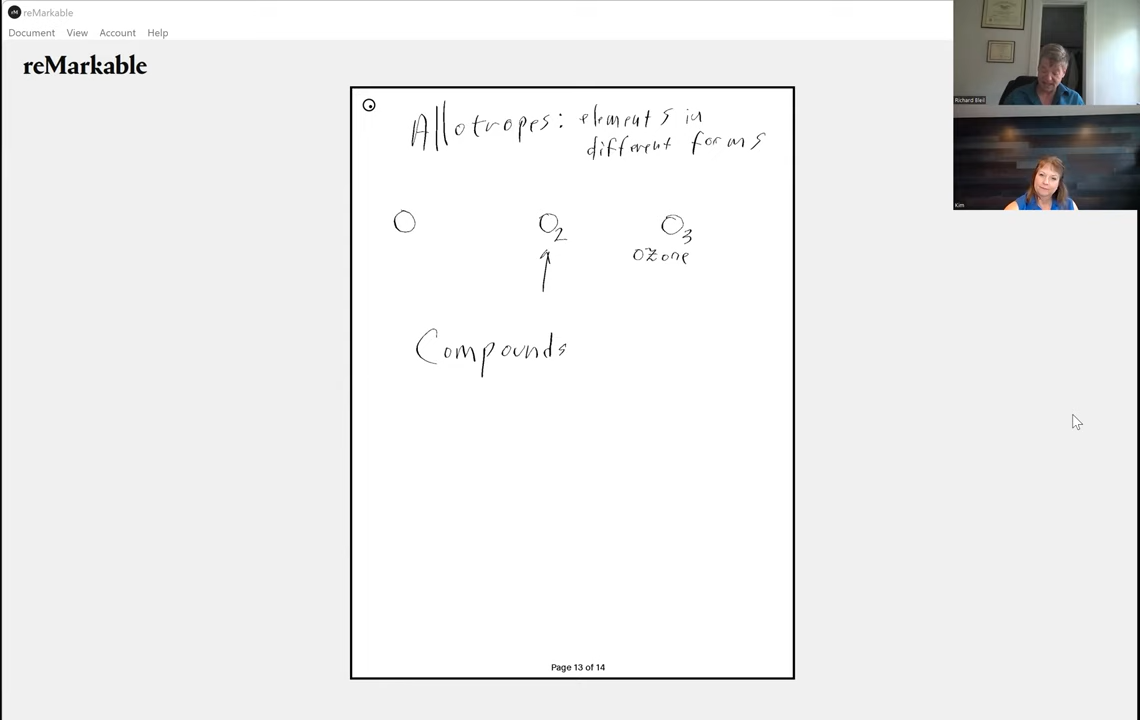 reMarkable
Document View Account Help
reMarkable
Allotropes: elements in
different forms
O O2 O3
ozone
Compounds
Page 13 of 14
Richard Bleil
Kim